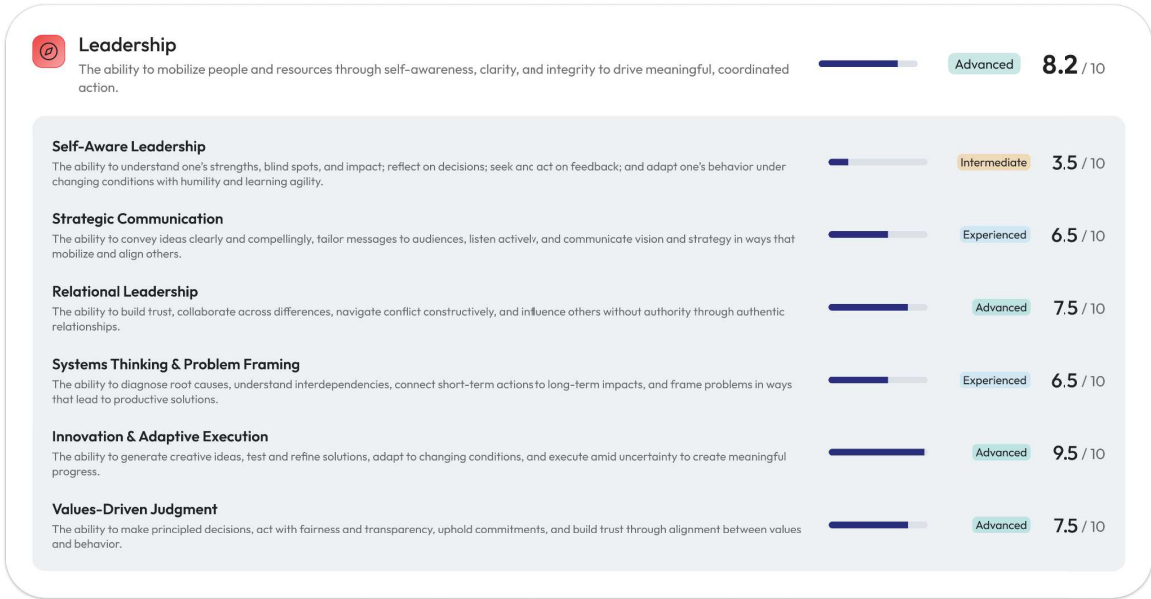 Leadership
The ability to mobilize people and resources through self-awareness, clarity, and integrity to drive meaningful, coordinated
action.
Advanced
8.2 / 10
Self-Aware Leadership
The ability to understand one's strengths, blind spots, and impact; reflect on decisions; seek anc act on feedback; and adapt one's behavior under
changing conditions with humility and learning agility.
Intermediate
3.5 / 10
Strategic Communication
The ability to convey ideas clearly and compellingly, tailor messages to audiences, listen actively, and communicate vision and strategy in ways that
mobilize and align others.
Experienced
6.5 / 10
Relational Leadership
The ability to build trust, collaborate across differences, navigate conflict constructively, and influence others without authority through authentic
relationships.
Advanced
7.5 / 10
Systems Thinking & Problem Framing
The ability to diagnose root causes, understand interdependencies, connect short-term actions to long-term impacts, and frame problems in ways
that lead to productive solutions.
Experienced
6.5 / 10
Innovation & Adaptive Execution
The ability to generate creative ideas, test and refine solutions, adapt to changing conditions, and execute amid uncertainty to create meaningful
progress.
Advanced
9.5 / 10
Values-Driven Judgment
The ability to make principled decisions, act with fairness and transparency, uphold commitments, and build trust through alignment between values
and behavior.
Advanced
7.5 / 10